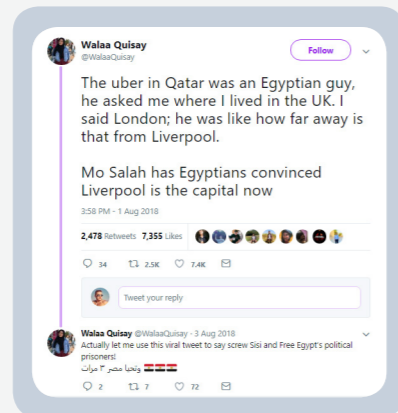 Walaa Quisay
@WalaaQuisay
Follow
The uber in Qatar was an Egyptian guy,
he asked me where I lived in the UK. I
said London; he was like how far away is
that from Liverpool.
Mo Salah has Egyptians convinced
Liverpool is the capital now
3:58 PM - 1 Aug 2018
2,478 Retweets 7,355 Likes
34 2.5K 7.4K
Tweet your reply
Walaa Quisay @WalaaQuisay · 3 Aug 2018
Actually let me use this viral tweet to say screw Sisi and Free Egypt's political
prisoners!
وتحيا مصر ٣ مرات 🇪🇬🇪🇬🇪🇬
2 7 72